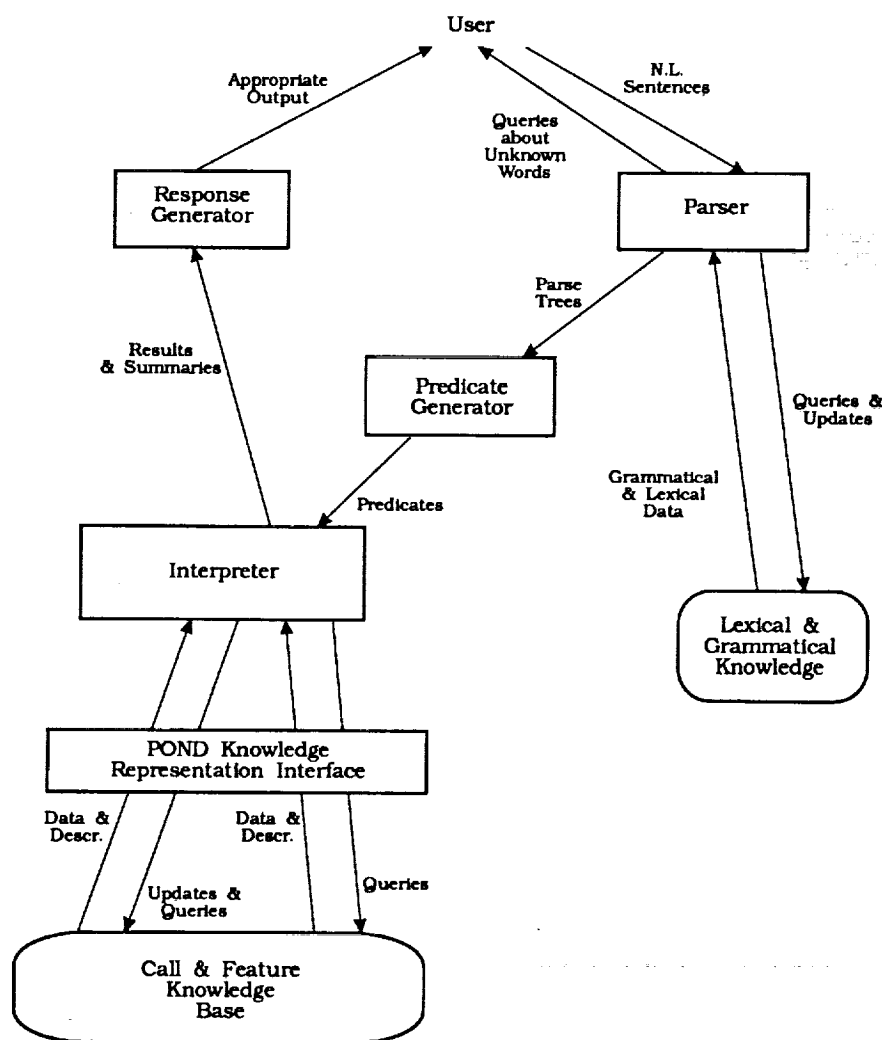 User
Appropriate
Output
N.L.
Sentences
Queries
about
Unknown
Words
Response
Generator
Parser
Parse
Trees
Results
& Summaries
Predicate
Generator
Queries &
Updates
Grammatical
& Lexical
Data
Predicates
Interpreter
Lexical &
Grammatical
Knowledge
POND Knowledge
Representation Interface
Data &
Descr.
Data &
Descr.
Updates &
Queries
Queries
Call & Feature
Knowledge
Base